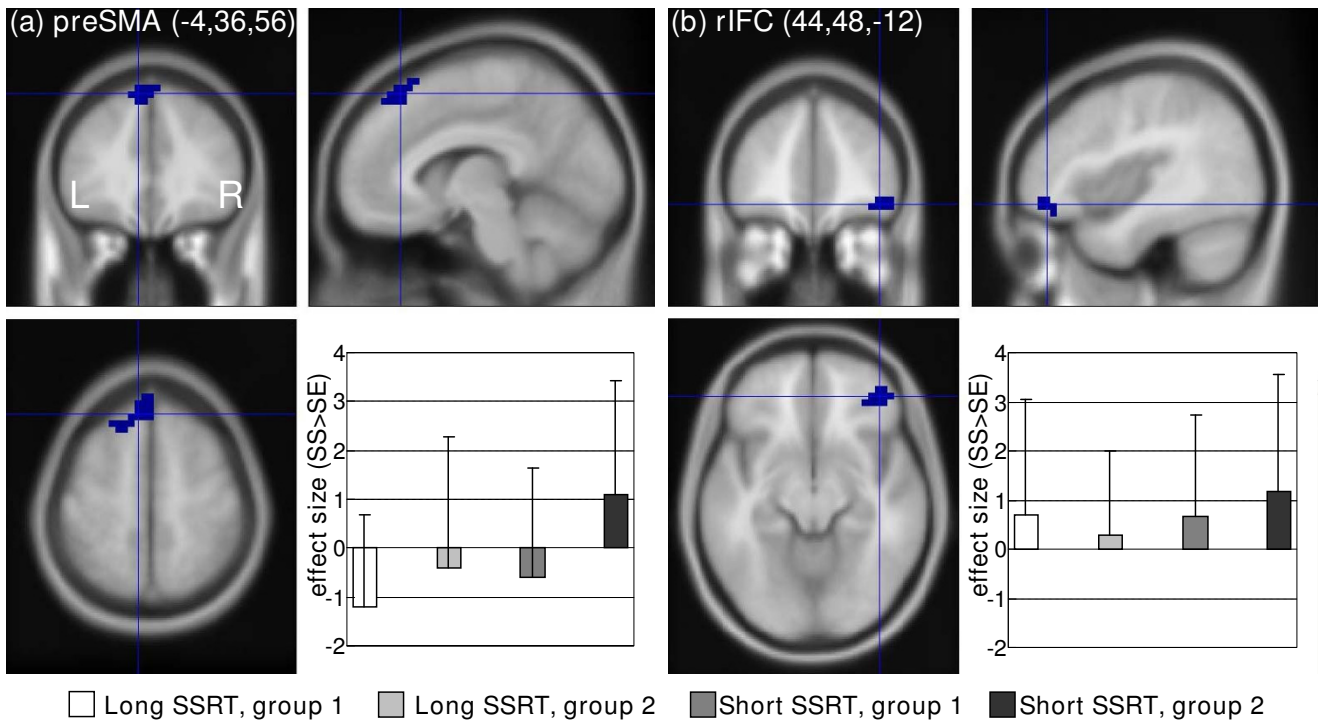 (a) preSMA (-4,36,56)
L
R
effect size (SS>SE)
4
3
2
1
0
-1
-2
(b) rIFC (44,48,-12)
effect size (SS>SE)
4
3
2
1
0
-1
-2
Long SSRT, group 1
Long SSRT, group 2
Short SSRT, group 1
Short SSRT, group 2